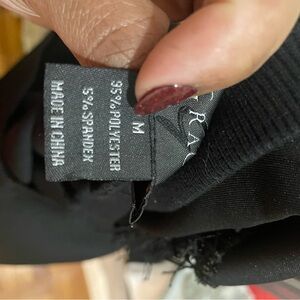 M
95%POLYESTER
5%SPANDEX
MADE IN CHINA